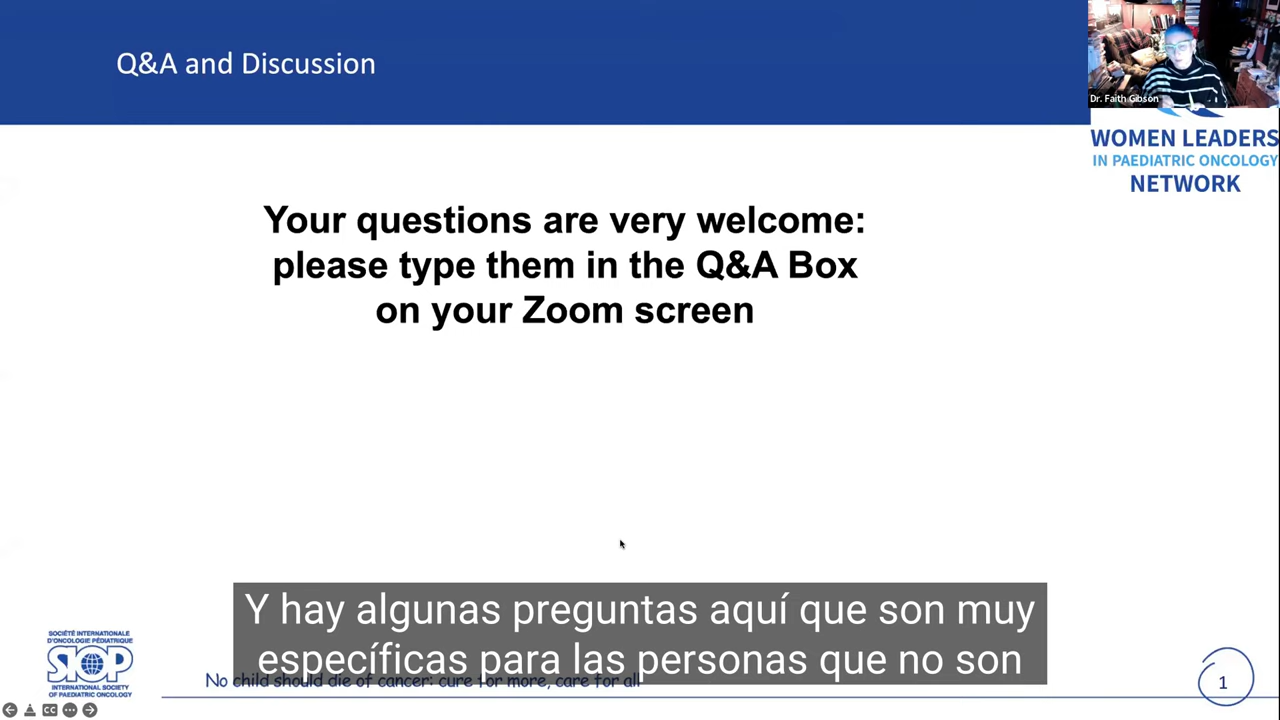 Q&A and Discussion
Dr. Faith Gibson
WOMEN LEADERS
IN PAEDIATRIC ONCOLOGY
NETWORK
Your questions are very welcome:
please type them in the Q&A Box
on your Zoom screen
Y hay algunas preguntas aquí que son muy
específicas para las personas que no son
SOCIÉTÉ INTERNATIONALE
D'ONCOLOGIE PÉDIATRIQUE
SIOP
INTERNATIONAL SOCIETY
OF PAEDIATRIC ONCOLOGY
No child should die of cancer: cure for more, care for all
1
CC